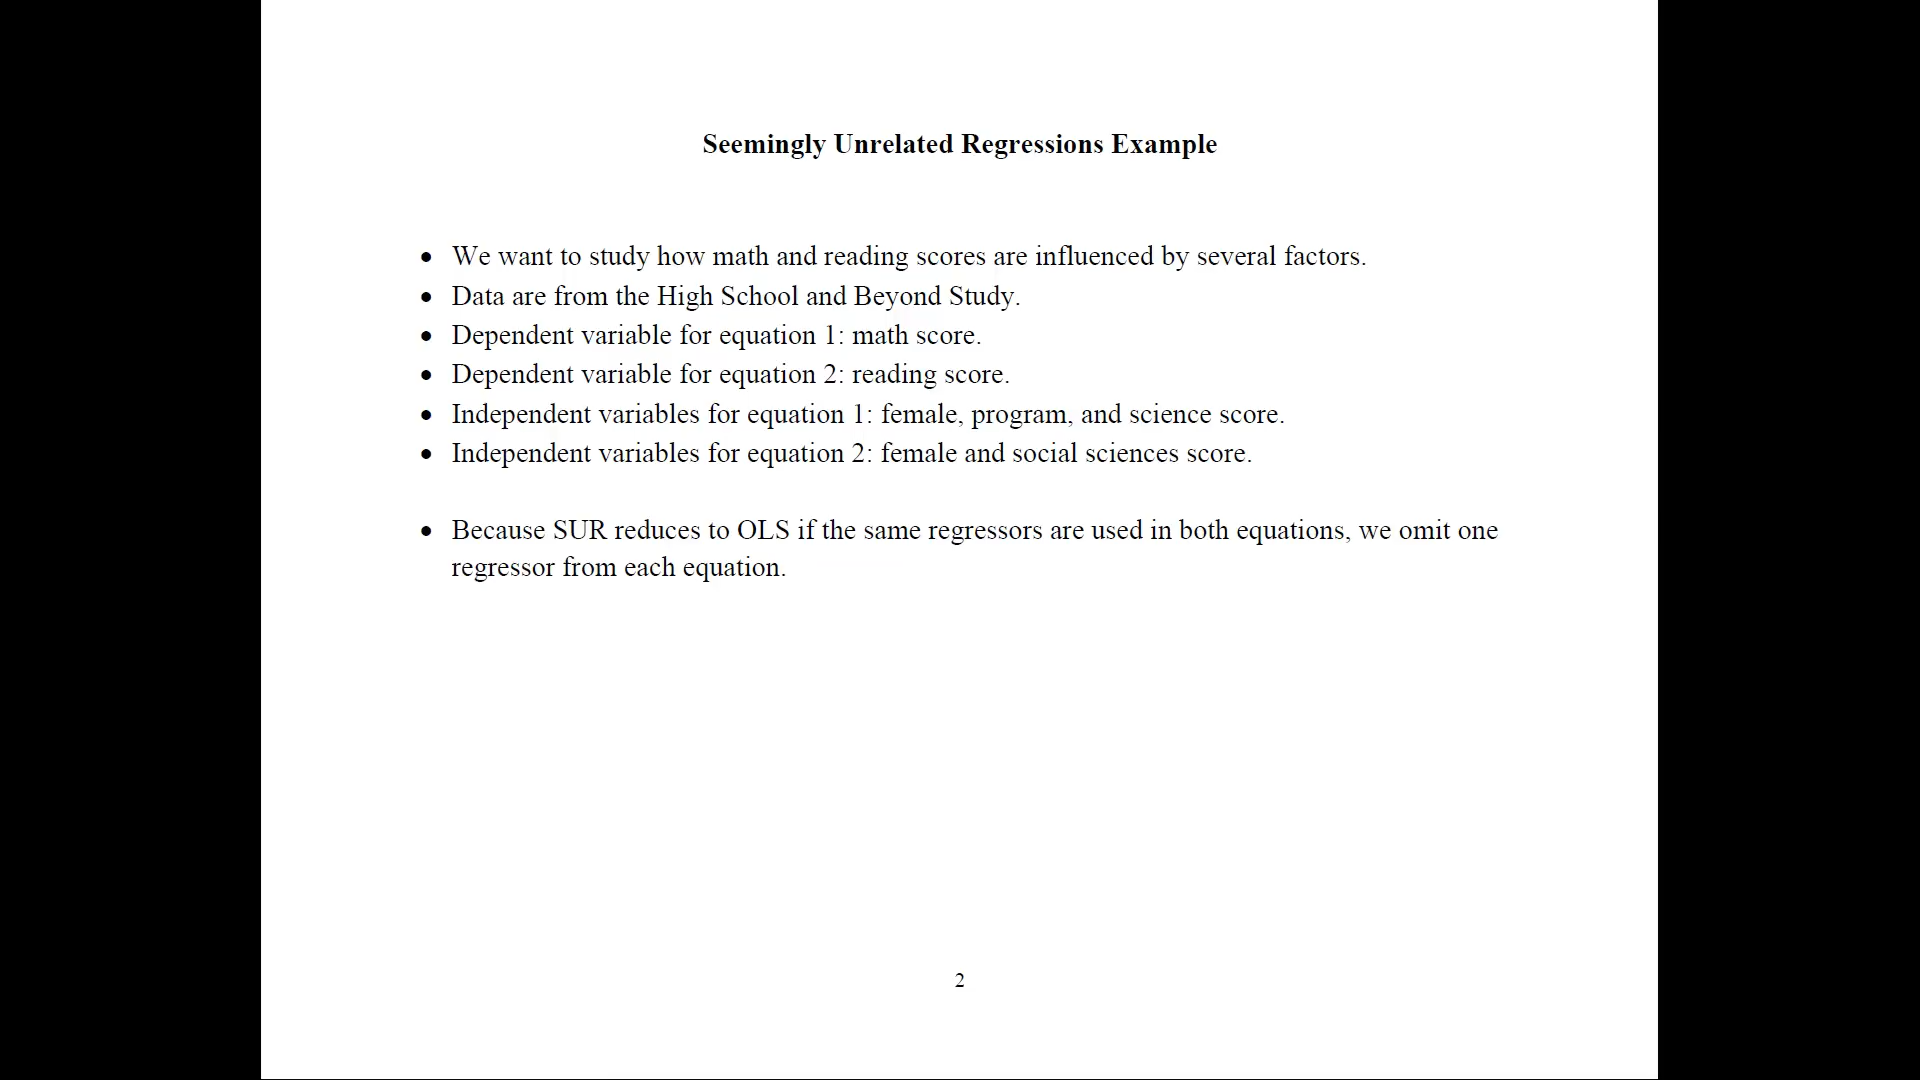 Seemingly Unrelated Regressions Example
• We want to study how math and reading scores are influenced by several factors.
• Data are from the High School and Beyond Study.
• Dependent variable for equation 1: math score.
• Dependent variable for equation 2: reading score.
• Independent variables for equation 1: female, program, and science score.
• Independent variables for equation 2: female and social sciences score.
• Because SUR reduces to OLS if the same regressors are used in both equations, we omit one
regressor from each equation.
2